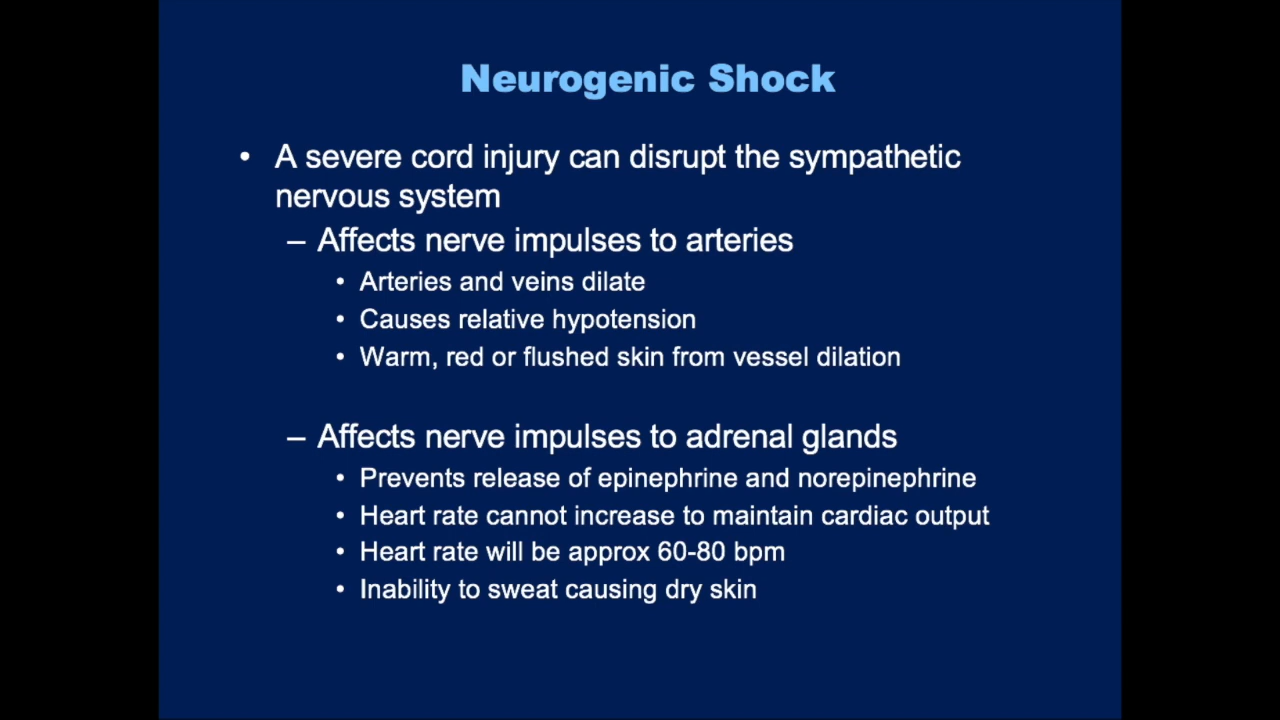 Neurogenic Shock
• A severe cord injury can disrupt the sympathetic
nervous system
– Affects nerve impulses to arteries
• Arteries and veins dilate
• Causes relative hypotension
• Warm, red or flushed skin from vessel dilation
– Affects nerve impulses to adrenal glands
• Prevents release of epinephrine and norepinephrine
• Heart rate cannot increase to maintain cardiac output
• Heart rate will be approx 60-80 bpm
• Inability to sweat causing dry skin